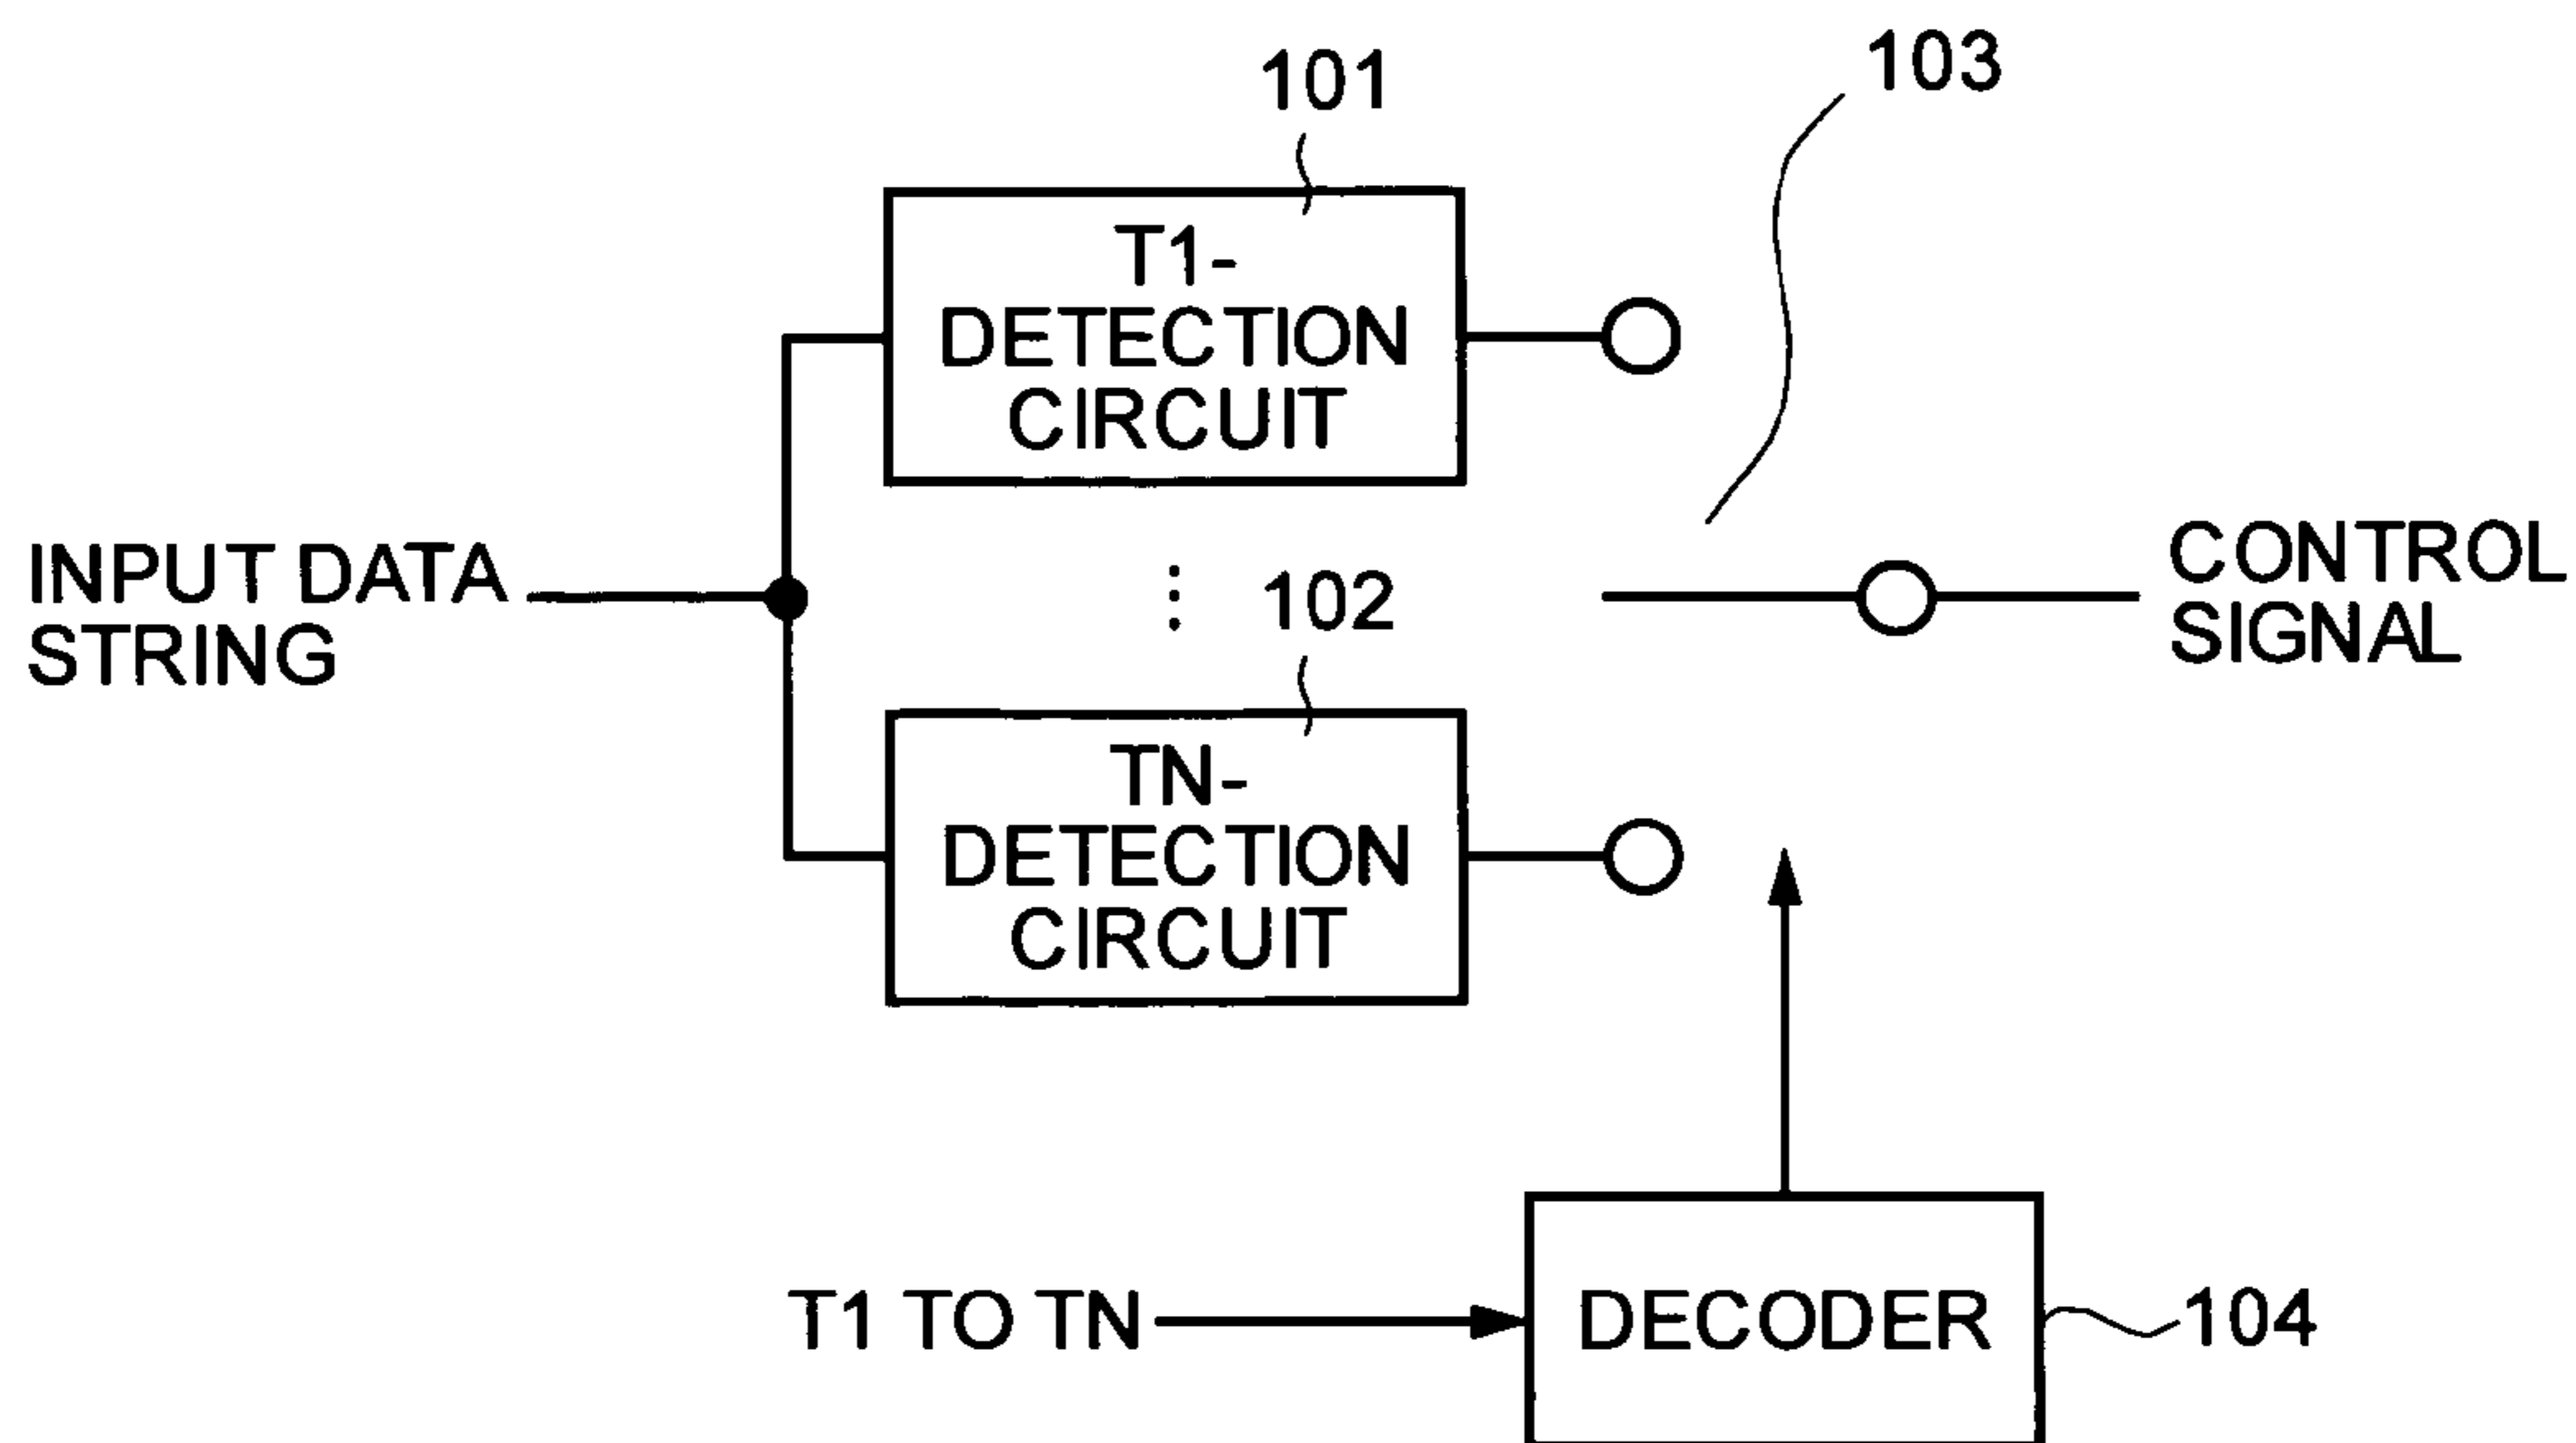 101
103
T1-
DETECTION
CIRCUIT
INPUT DATA
STRING
102
CONTROL
SIGNAL
TN-
DETECTION
CIRCUIT
T1 TO TN
DECODER
104